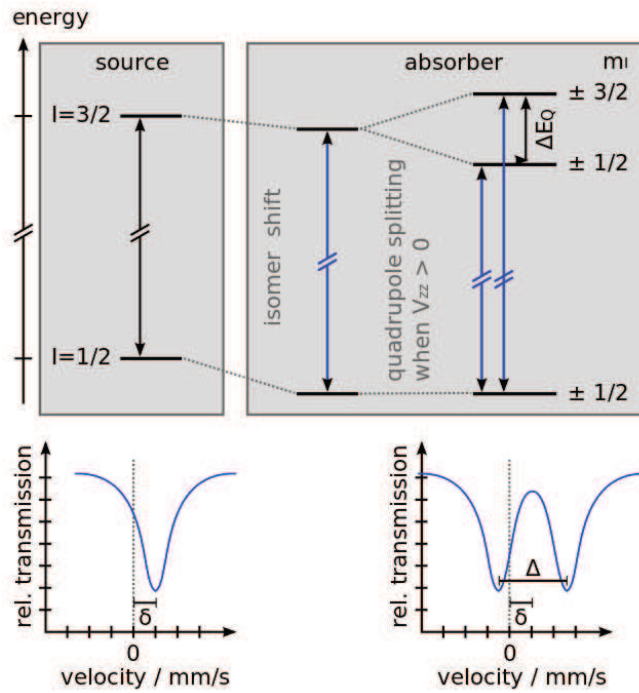 energy
source
absorber
mI
I=3/2
± 3/2
ΔEQ
± 1/2
isomer shift
quadrupole splitting
when Vzz > 0
I=1/2
± 1/2
rel. transmission
δ
0
velocity / mm/s
rel. transmission
Δ
δ
0
velocity / mm/s